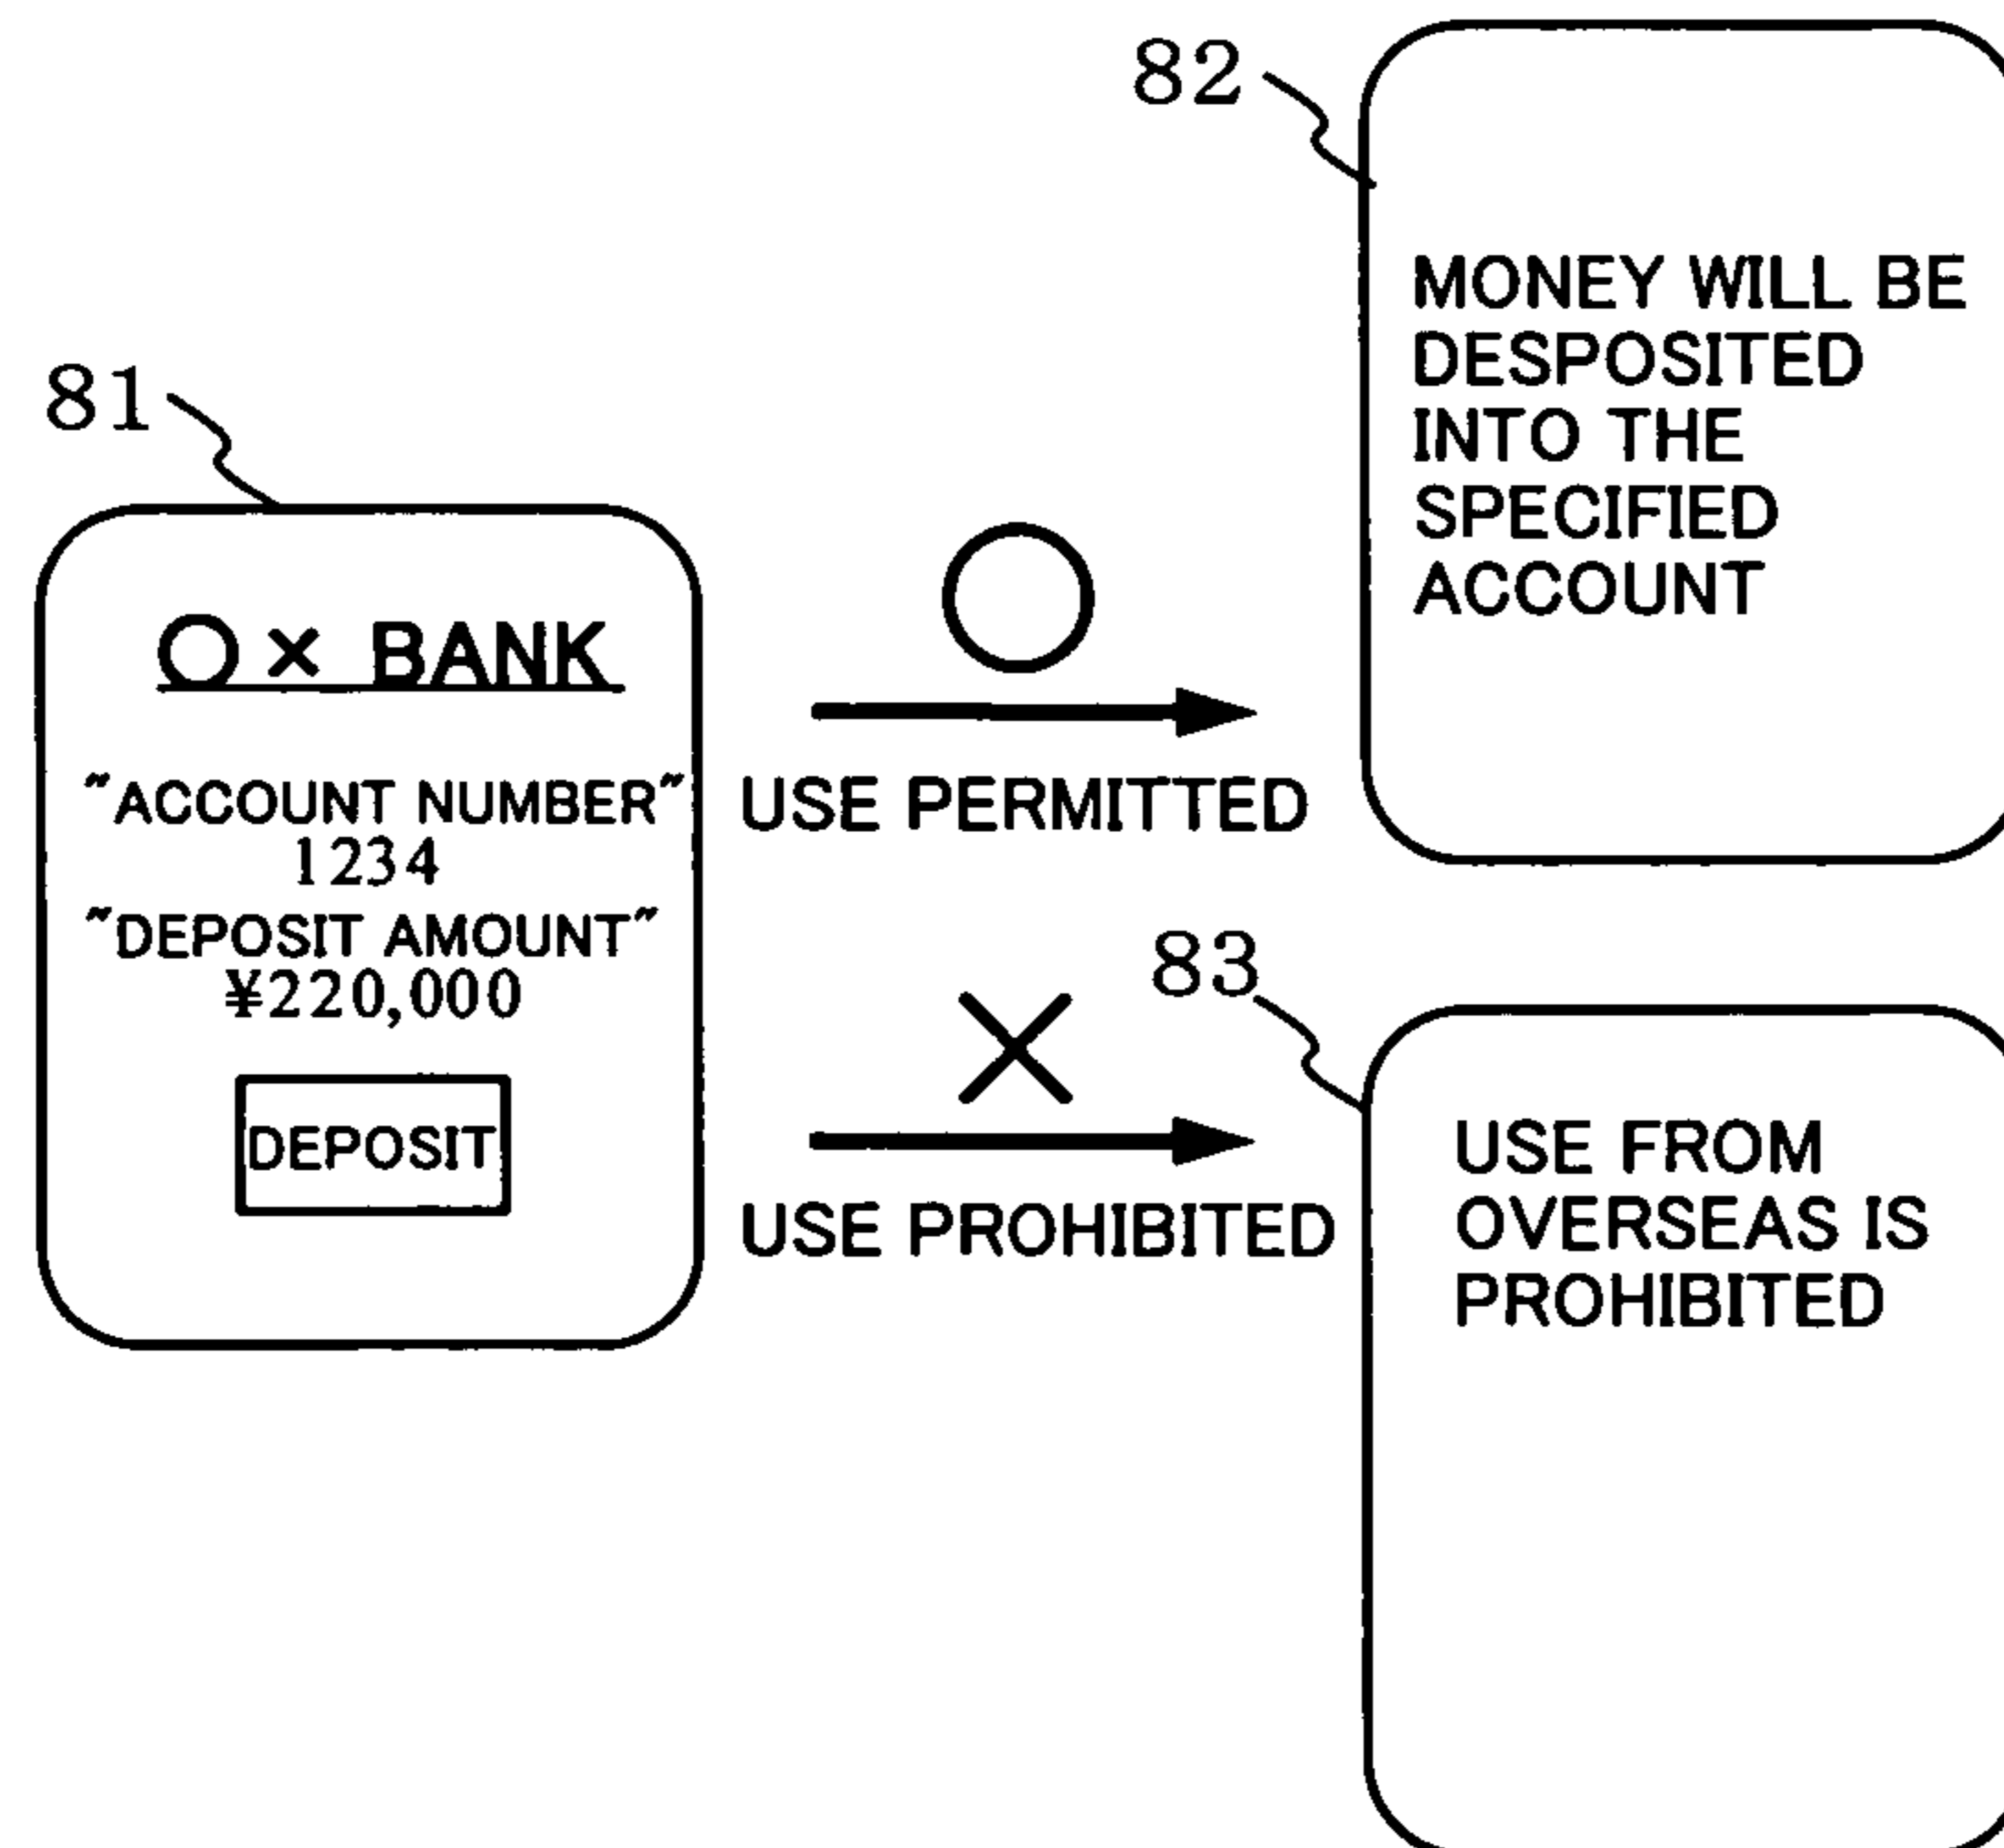 81
○× BANK
"ACCOUNT NUMBER"
1234
"DEPOSIT AMOUNT"
¥220,000
DEPOSIT
○
USE PERMITTED
×
USE PROHIBITED
82
MONEY WILL BE
DESPOSITED
INTO THE
SPECIFIED
ACCOUNT
83
USE FROM
OVERSEAS IS
PROHIBITED